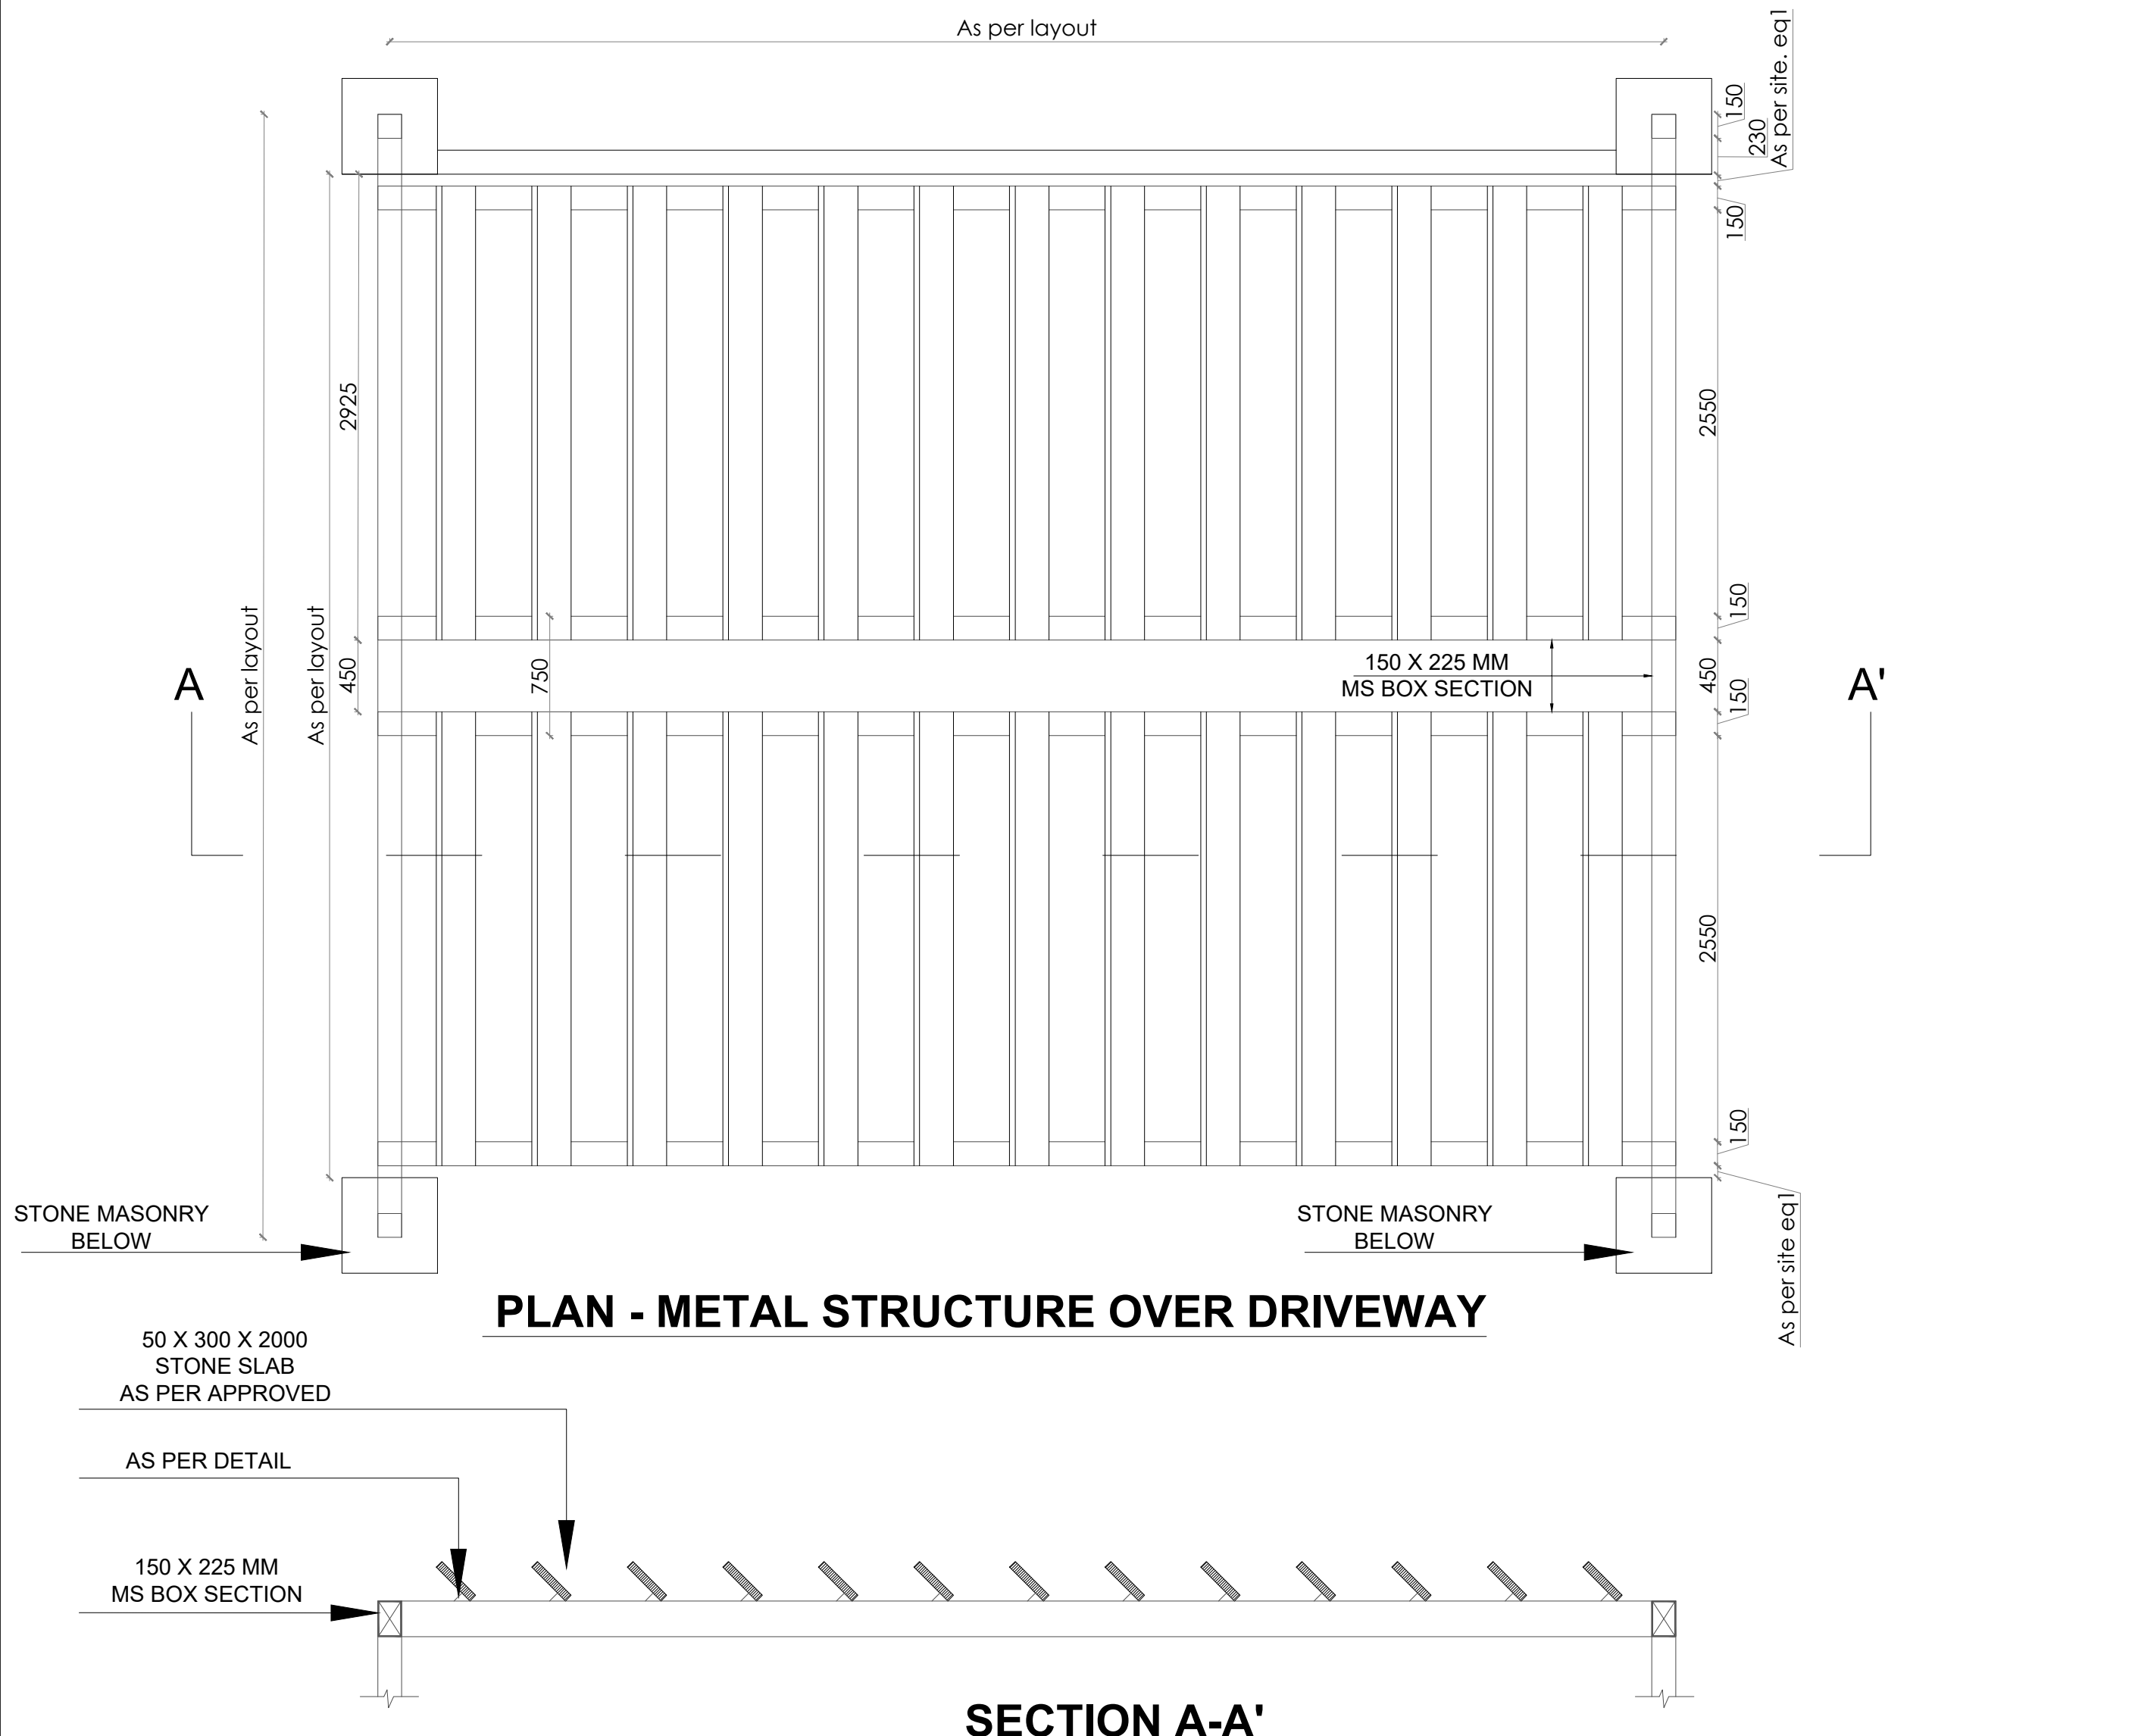 As per layout
As per site. eq1
150
230
150
2925
2550
As per layout
As per layout
150
A
450
750
150 X 225 MM
MS BOX SECTION
450
150
A'
2550
150
STONE MASONRY
BELOW
STONE MASONRY
BELOW
As per site eq1
PLAN - METAL STRUCTURE OVER DRIVEWAY
50 X 300 X 2000
STONE SLAB
AS PER APPROVED
AS PER DETAIL
150 X 225 MM
MS BOX SECTION
SECTION A-A'